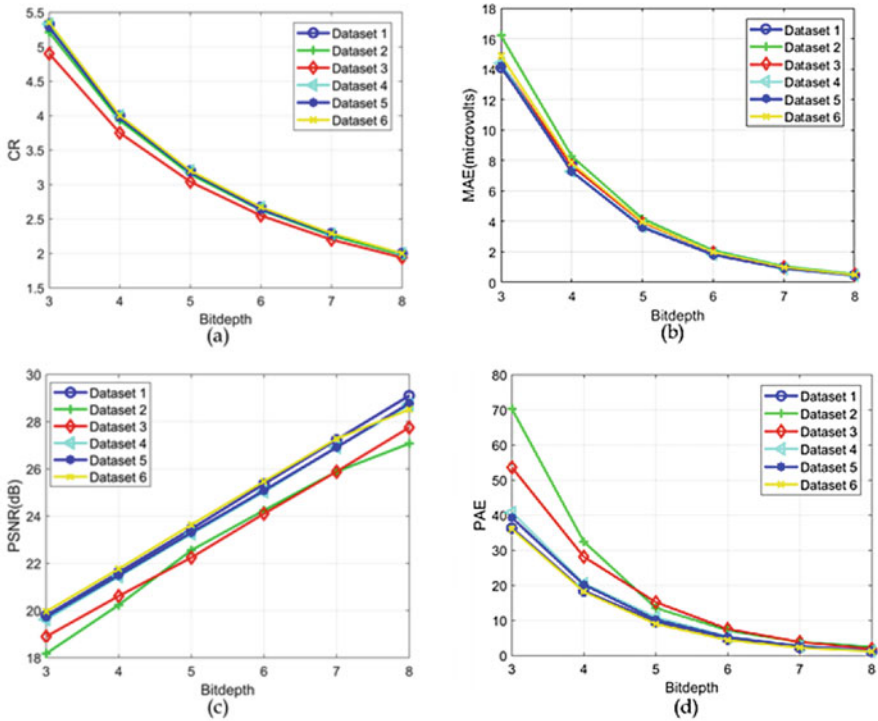 5.5
5
4.5
4
3.5
3
2.5
2
1.5
CR
Dataset 1
Dataset 2
Dataset 3
Dataset 4
Dataset 5
Dataset 6
3 4 5 6 7 8
Bitdepth
(a)
18
16
14
12
10
8
6
4
2
0
MAE(microvolts)
Dataset 1
Dataset 2
Dataset 3
Dataset 4
Dataset 5
Dataset 6
3 4 5 6 7 8
Bitdepth
(b)
30
28
26
24
22
20
18
PSNR(dB)
Dataset 1
Dataset 2
Dataset 3
Dataset 4
Dataset 5
Dataset 6
3 4 5 6 7 8
Bitdepth
(c)
80
70
60
50
40
30
20
10
0
PAE
Dataset 1
Dataset 2
Dataset 3
Dataset 4
Dataset 5
Dataset 6
3 4 5 6 7 8
Bitdepth
(d)